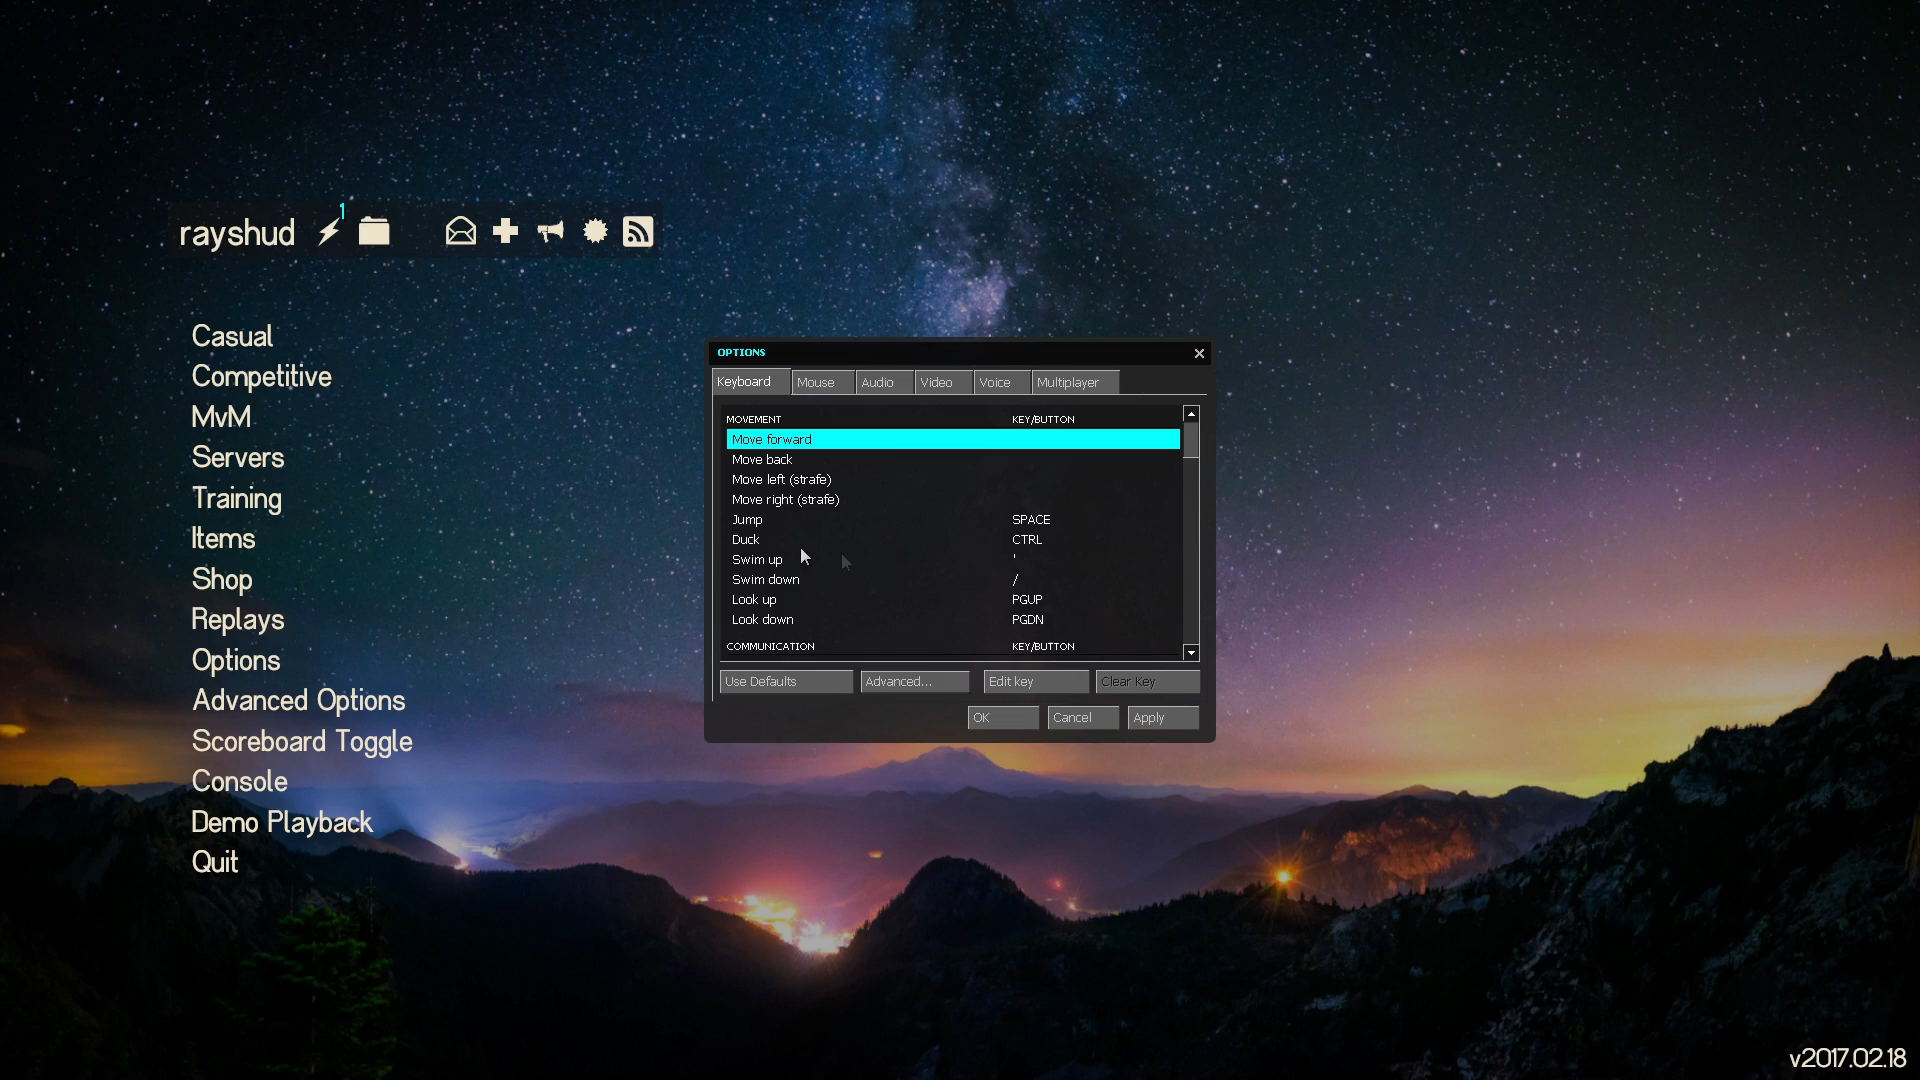 1
rayshud
Casual
Competitive
MvM
Servers
Training
Items
Shop
Replays
Options
Advanced Options
Scoreboard Toggle
Console
Demo Playback
Quit
OPTIONS
Keyboard Mouse Audio Video Voice Multiplayer
MOVEMENT KEY/BUTTON
Move forward
Move back
Move left (strafe)
Move right (strafe)
Jump SPACE
Duck CTRL
Swim up '
Swim down /
Look up PGUP
Look down PGDN
COMMUNICATION KEY/BUTTON
Use Defaults Advanced... Edit key Clear Key
OK Cancel Apply
v2017.02.18